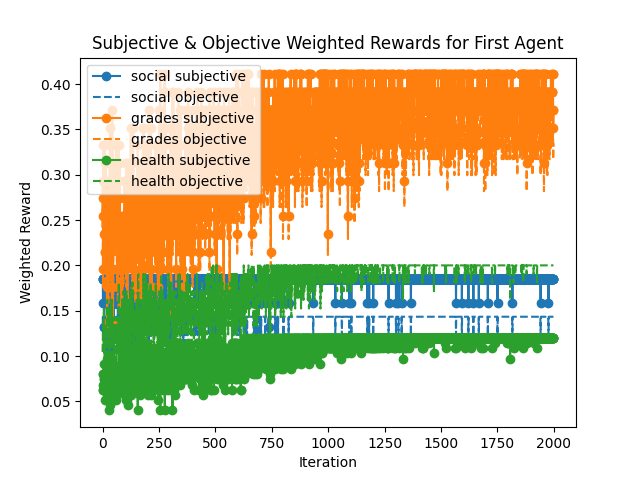 Subjective & Objective Weighted Rewards for First Agent
social subjective
social objective
grades subjective
grades objective
health subjective
health objective
Weighted Reward
0.40
0.35
0.30
0.25
0.20
0.15
0.10
0.05
0
250
500
750
1000
1250
1500
1750
2000
Iteration